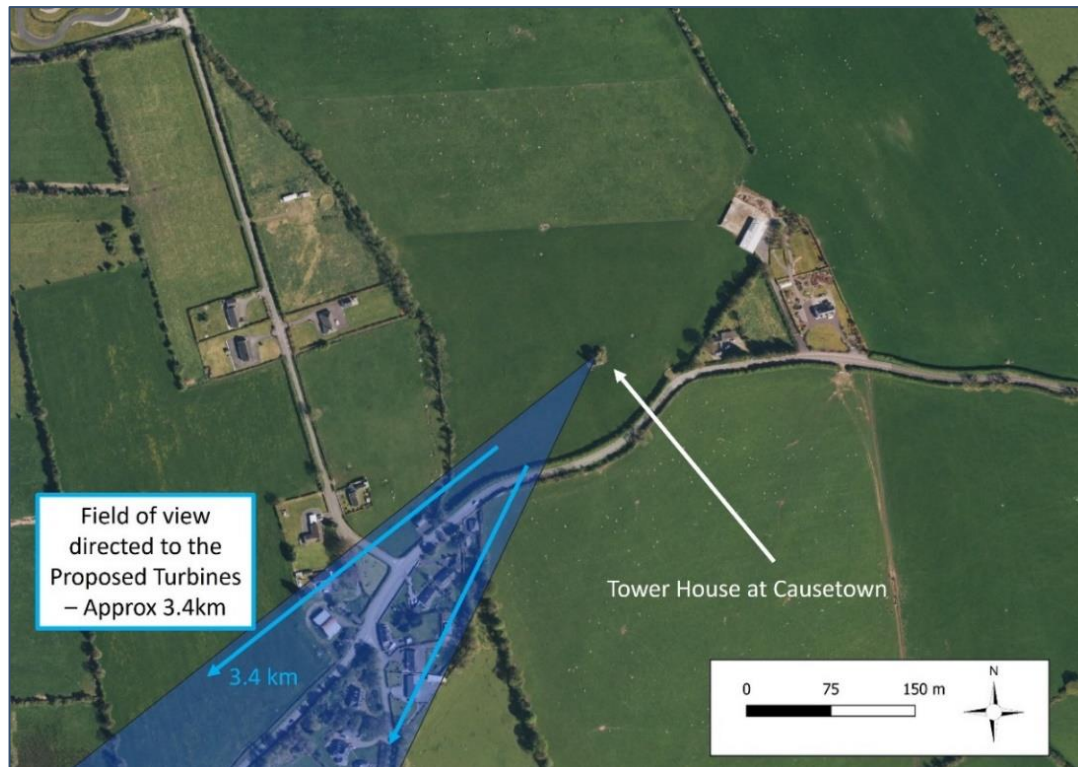 Field of view
directed to the
Proposed Turbines
– Approx 3.4km
3.4 km
Tower House at Causetown
0 75 150 m
N